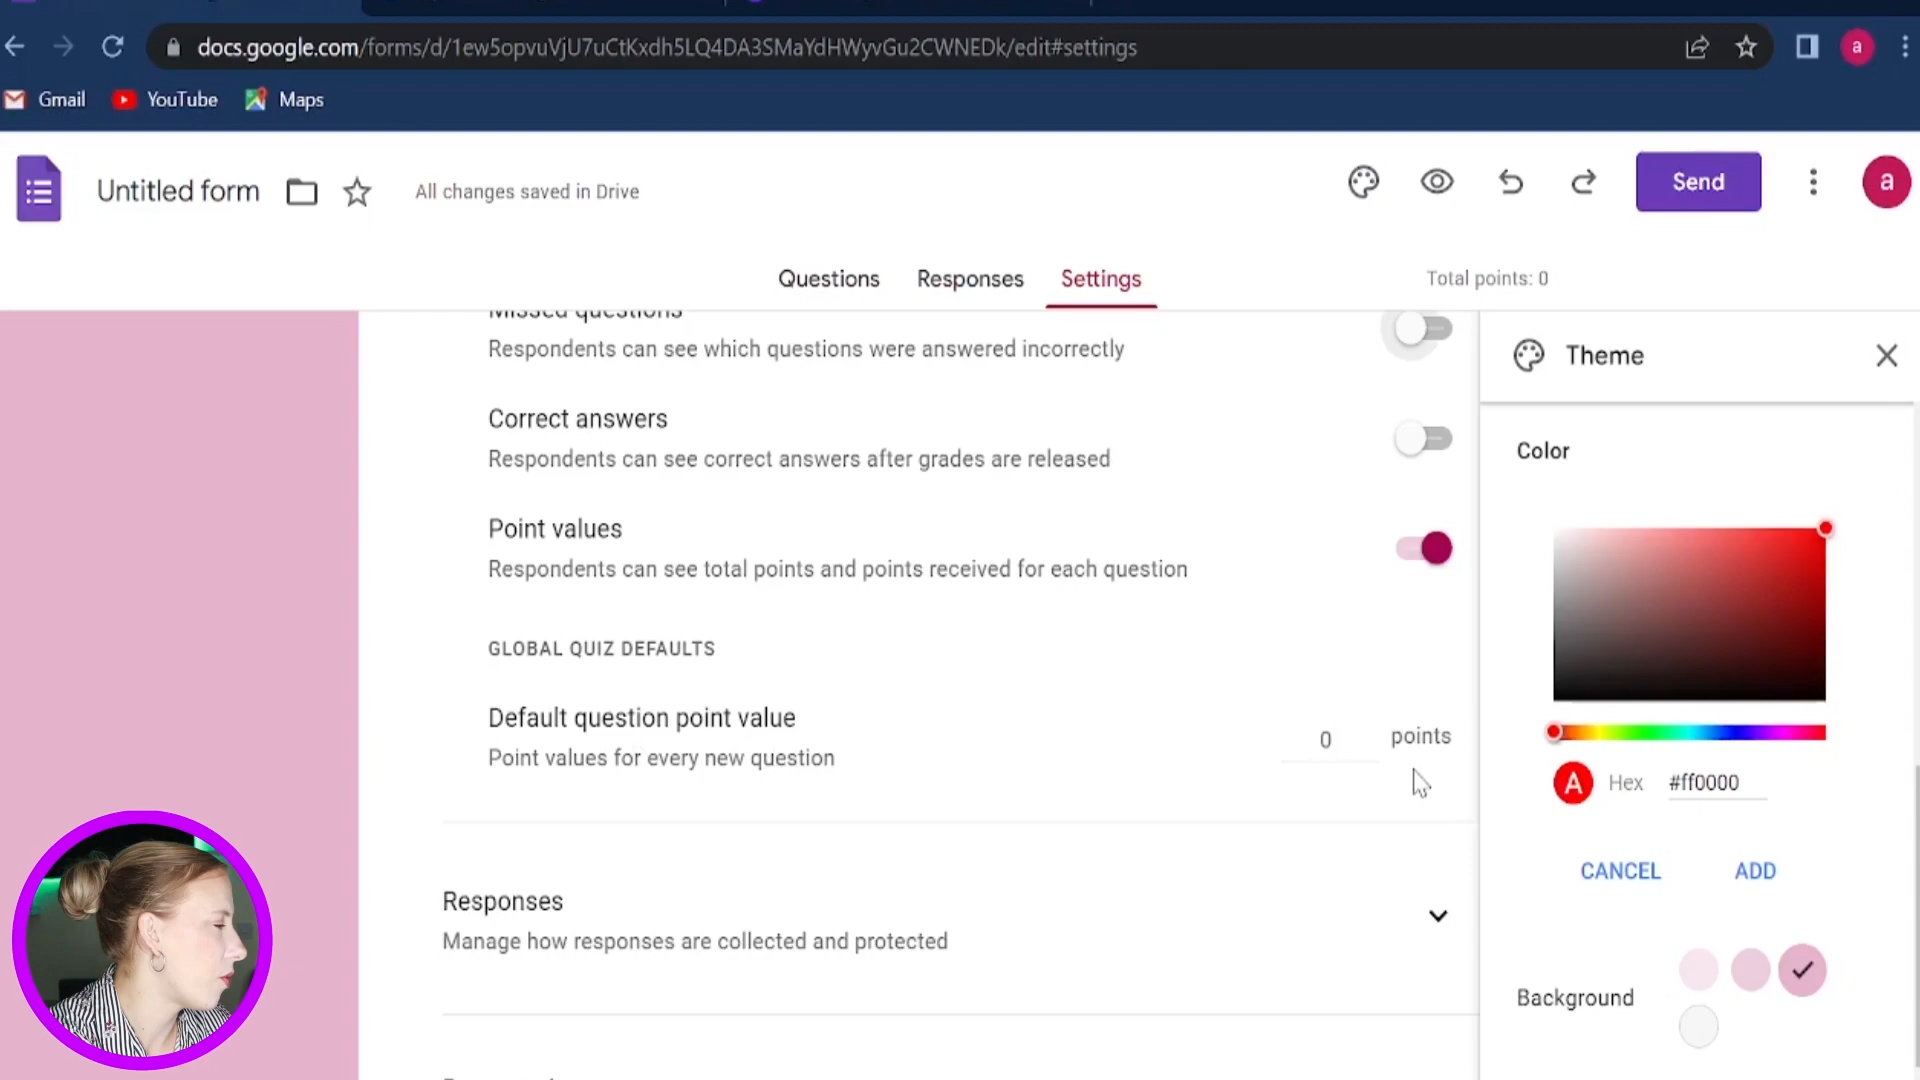 docs.google.com/forms/d/1ew5opvuVjU7uCtKxdh5LQ4DA3SMaYdHWyvGu2CWNEDk/edit#settings
a
Gmail
YouTube
Maps
Untitled form
All changes saved in Drive
Send
a
Questions
Responses
Settings
Total points: 0
Missed questions
Respondents can see which questions were answered incorrectly
Correct answers
Respondents can see correct answers after grades are released
Point values
Respondents can see total points and points received for each question
GLOBAL QUIZ DEFAULTS
Default question point value
Point values for every new question
0
points
Responses
Manage how responses are collected and protected
Theme
Color
A
Hex
#ff0000
CANCEL
ADD
Background